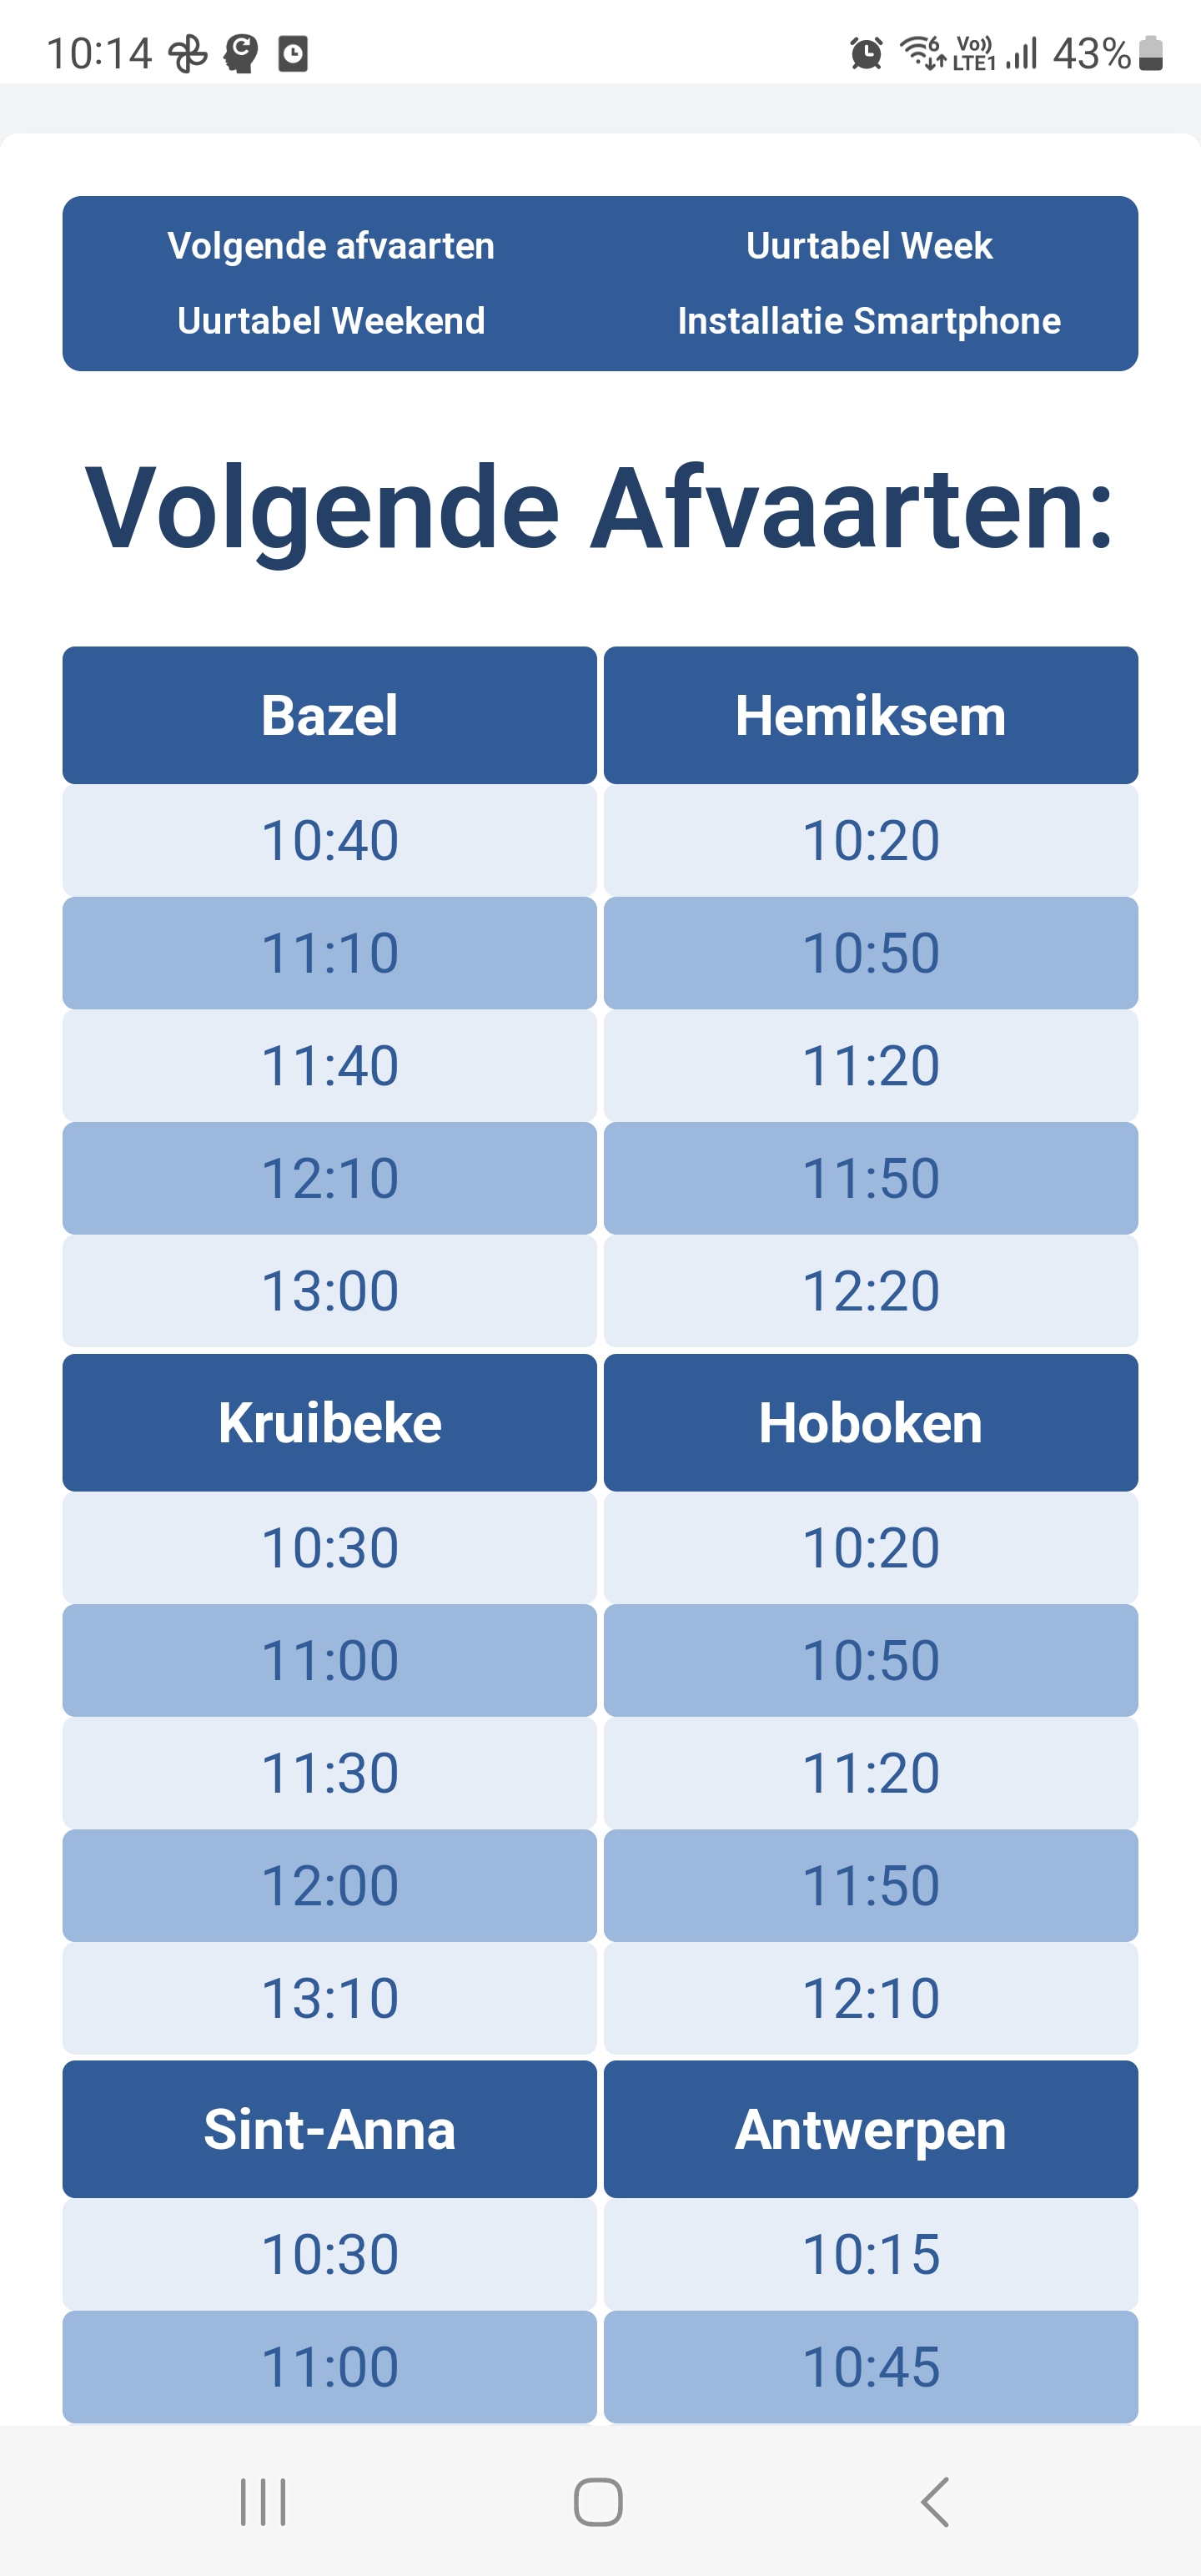 10:14
6 Vo)) LTE1 43%
Volgende afvaarten Uurtabel Week
Uurtabel Weekend Installatie Smartphone
Volgende Afvaarten:
Bazel Hemiksem
10:40 10:20
11:10 10:50
11:40 11:20
12:10 11:50
13:00 12:20
Kruibeke Hoboken
10:30 10:20
11:00 10:50
11:30 11:20
12:00 11:50
13:10 12:10
Sint-Anna Antwerpen
10:30 10:15
11:00 10:45